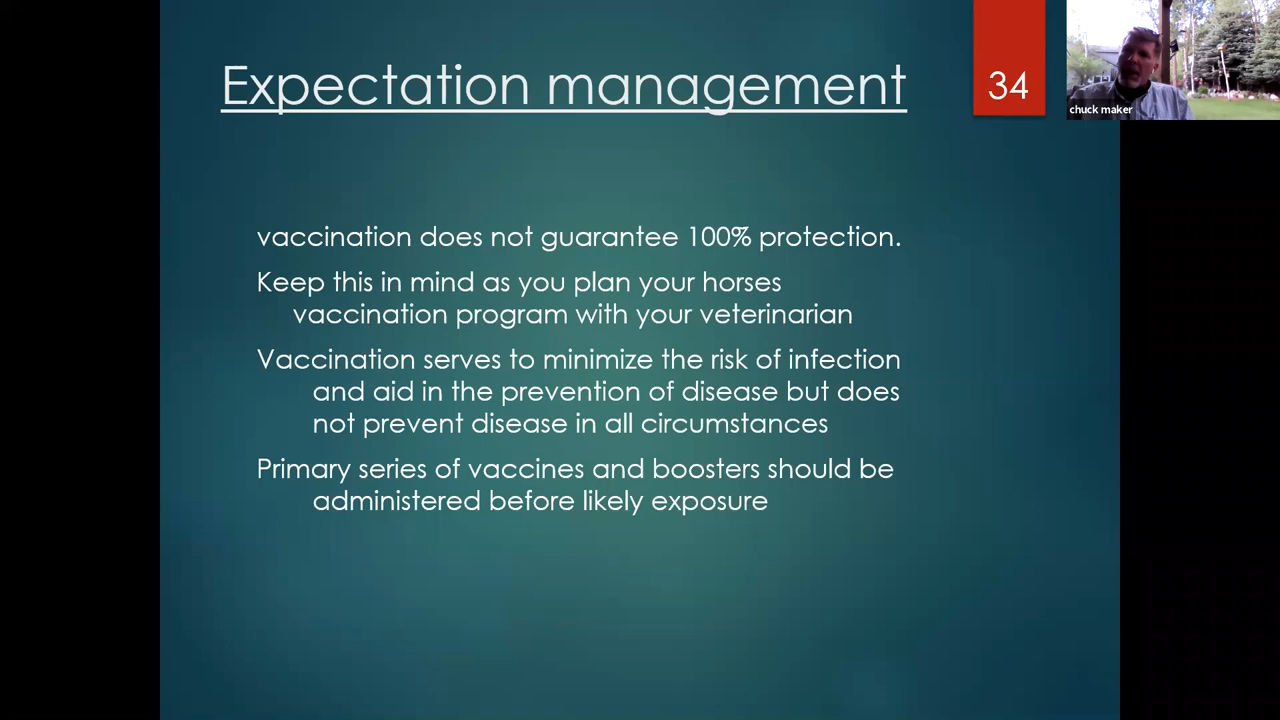 Expectation management
34
chuck maker
vaccination does not guarantee 100% protection.
Keep this in mind as you plan your horses
vaccination program with your veterinarian
Vaccination serves to minimize the risk of infection
and aid in the prevention of disease but does
not prevent disease in all circumstances
Primary series of vaccines and boosters should be
administered before likely exposure